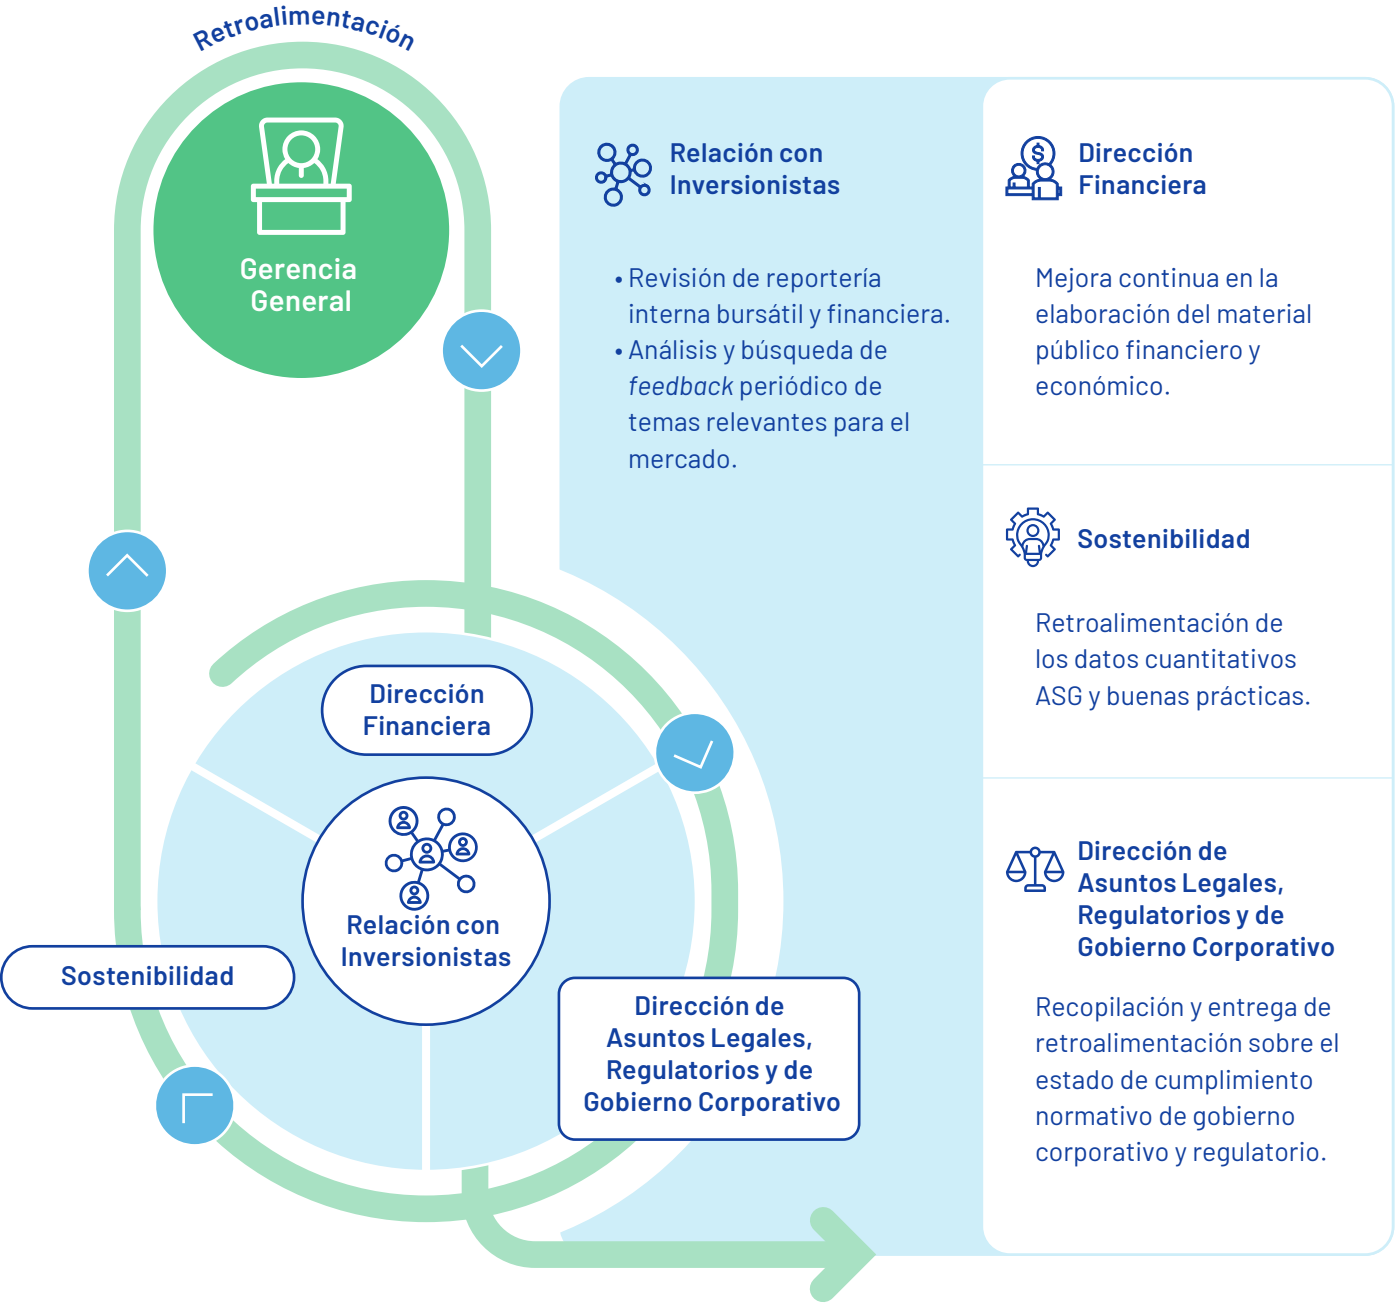 Retroalimentación
Gerencia
General
Dirección
Financiera
Relación con
Inversionistas
Sostenibilidad
Dirección de
Asuntos Legales,
Regulatorios y de
Gobierno Corporativo
Relación con
Inversionistas
• Revisión de reportería
interna bursátil y financiera.
• Análisis y búsqueda de
feedback periódico de
temas relevantes para el
mercado.
Dirección
Financiera
Mejora continua en la
elaboración del material
público financiero y
económico.
Sostenibilidad
Retroalimentación de
los datos cuantitativos
ASG y buenas prácticas.
Dirección de
Asuntos Legales,
Regulatorios y de
Gobierno Corporativo
Recopilación y entrega de
retroalimentación sobre el
estado de cumplimiento
normativo de gobierno
corporativo y regulatorio.